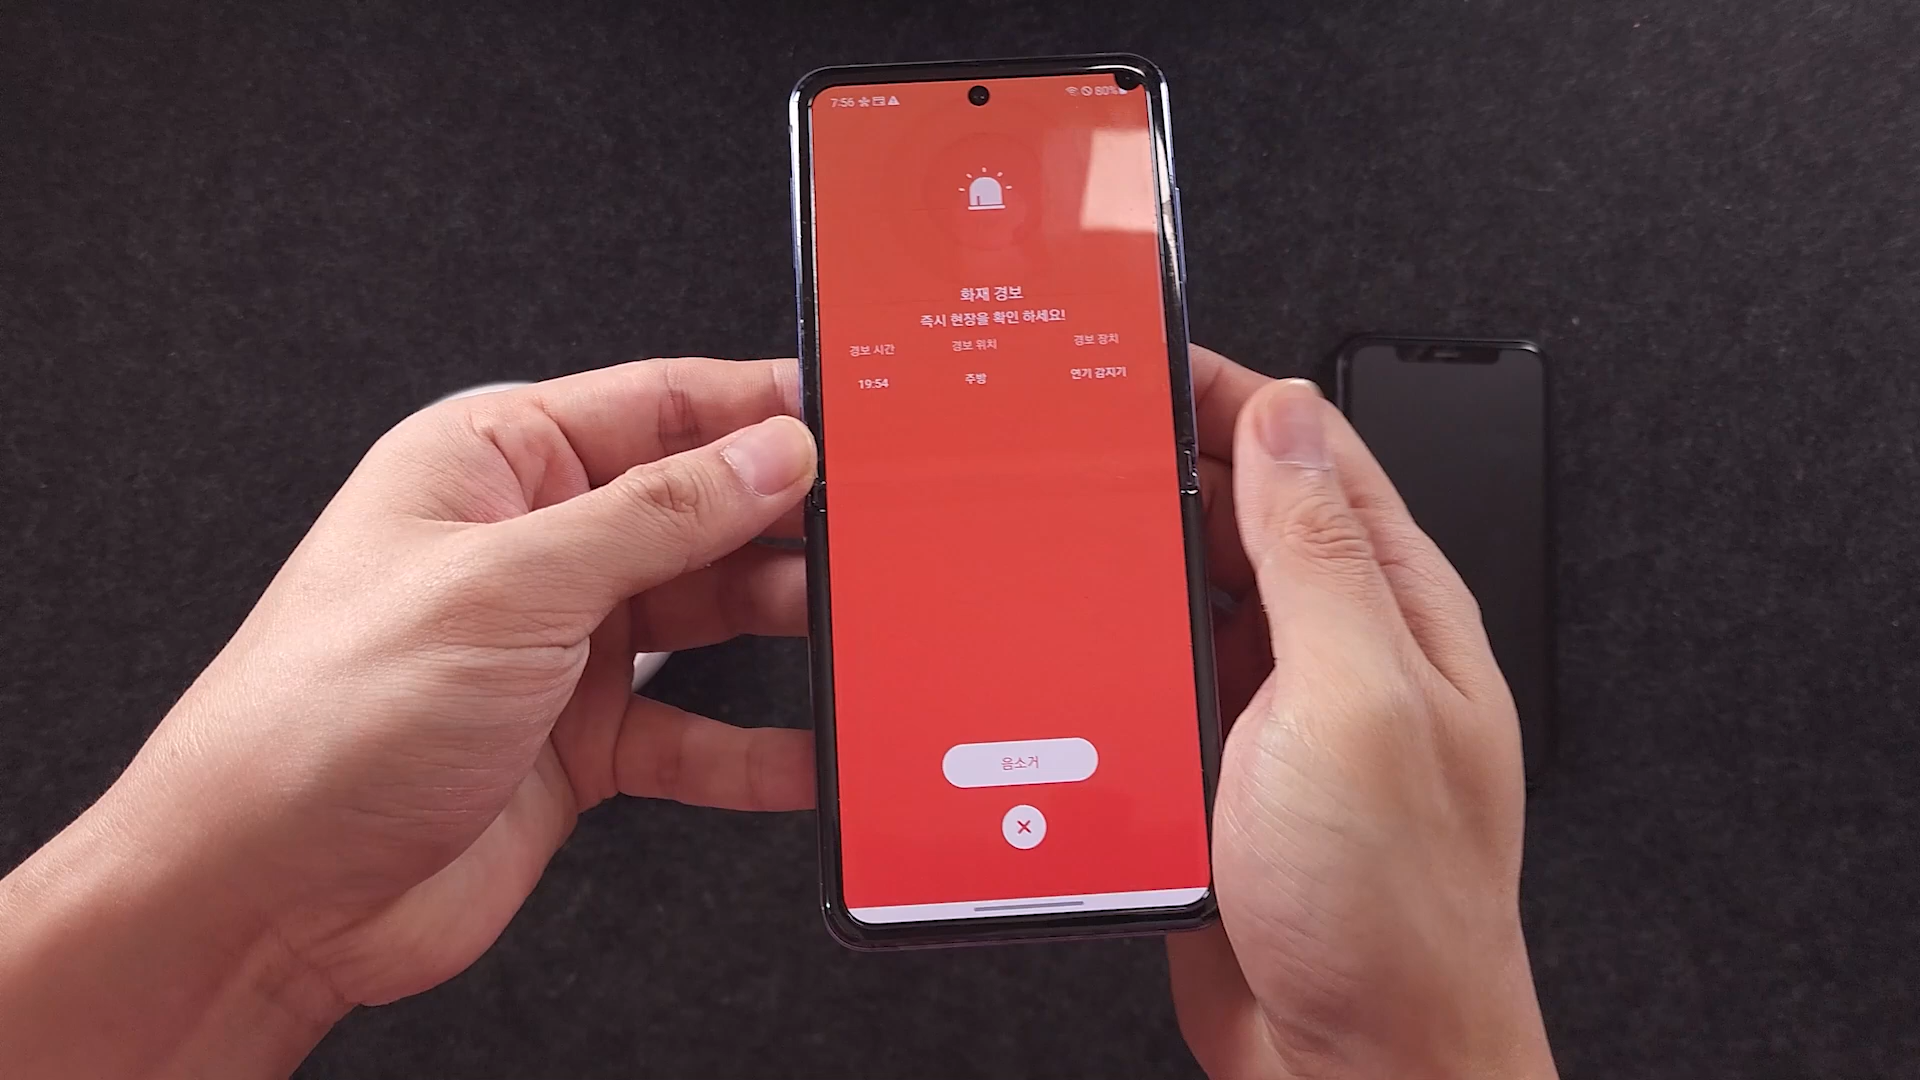 7:56
80%
화재 경보
즉시 현장을 확인 하세요!
경보 시간 경보 위치 경보 장치
19:54 주방 연기 감지기
음소거